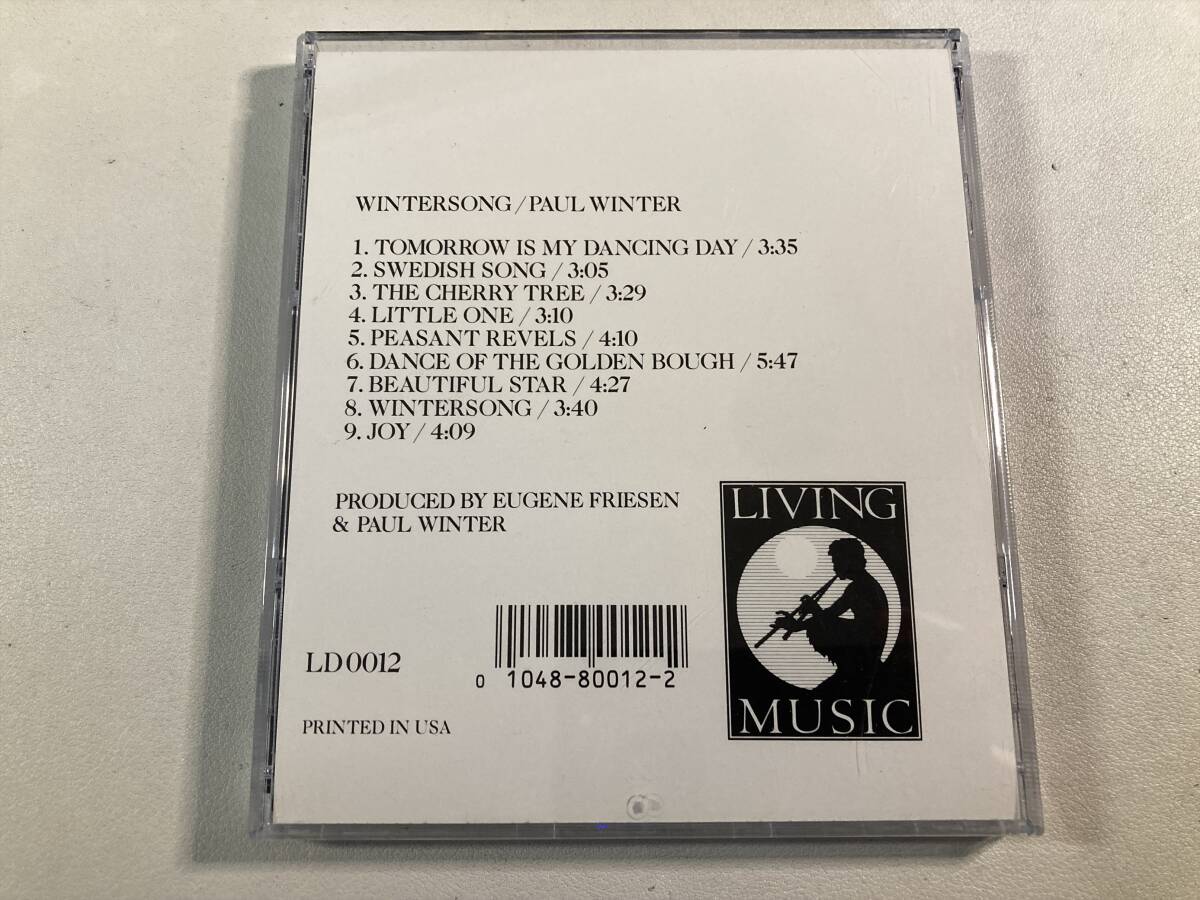 WINTERSONG/PAUL WINTER
1. TOMORROW IS MY DANCING DAY / 3:35
2. SWEDISH SONG / 3:05
3. THE CHERRY TREE / 3:29
4. LITTLE ONE / 3:10
5. PEASANT REVELS / 4:10
6. DANCE OF THE GOLDEN BOUGH / 5:47
7. BEAUTIFUL STAR / 4:27
8. WINTERSONG / 3:40
9. JOY / 4:09
PRODUCED BY EUGENE FRIESEN
& PAUL WINTER
LIVING
MUSIC
LD0012
0 1048-80012-2
PRINTED IN USA